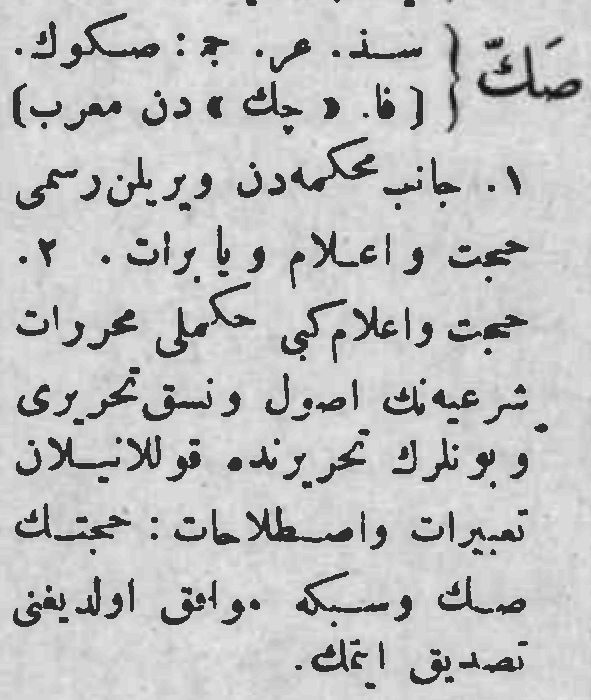 صَكّ } سذ. عر. ج : صكوك.
[ فا. « چك » دن معرب]
١. جانب محكمه‌دن ويريلن رسمى
حجت و اعلام و يا برات. ٢.
حجت و اعلام كبى حكملى محررات
شرعيه‌نك اصول و نسق تحريرى
و بونلرك تحريرنده قوللانيلان
تعبيرات و اصطلاحات : حجتك
صك و سبكه موافق اولديغنى
تصديق ايتمك.